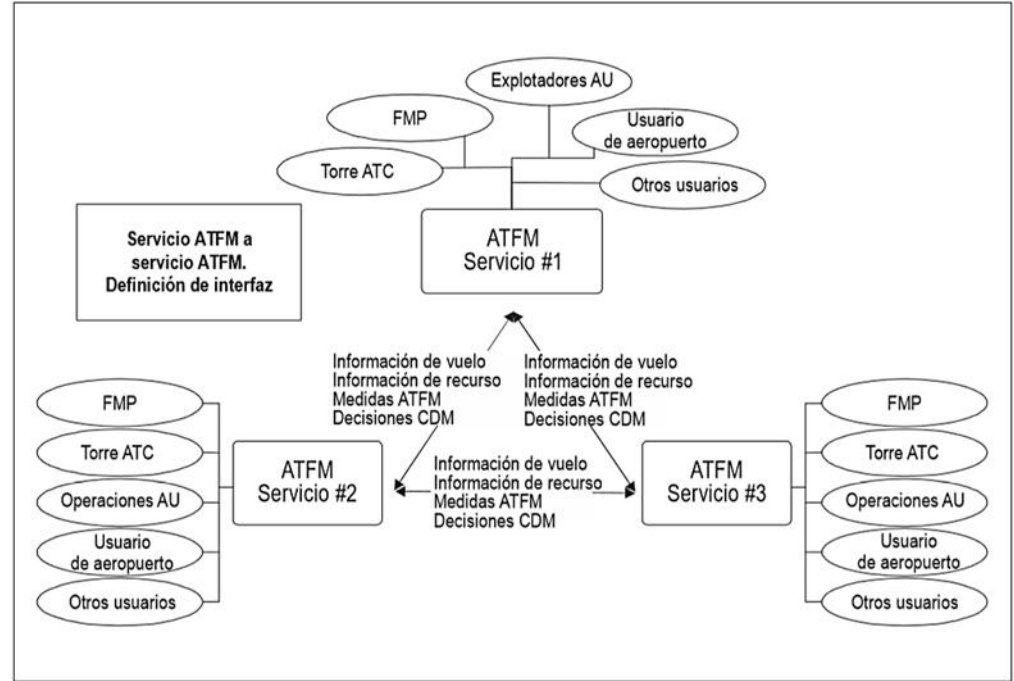 Explotadores AU
FMP
Usuario
de aeropuerto
Torre ATC
Otros usuarios
Servicio ATFM a
servicio ATFM.
Definición de interfaz
ATFM
Servicio #1
Información de vuelo
Información de recurso
Medidas ATFM
Decisiones CDM
Información de vuelo
Información de recurso
Medidas ATFM
Decisiones CDM
FMP
Torre ATC
Operaciones AU
Usuario
de aeropuerto
Otros usuarios
ATFM
Servicio #2
Información de vuelo
Información de recurso
Medidas ATFM
Decisiones CDM
ATFM
Servicio #3
FMP
Torre ATC
Operaciones AU
Usuario
de aeropuerto
Otros usuarios